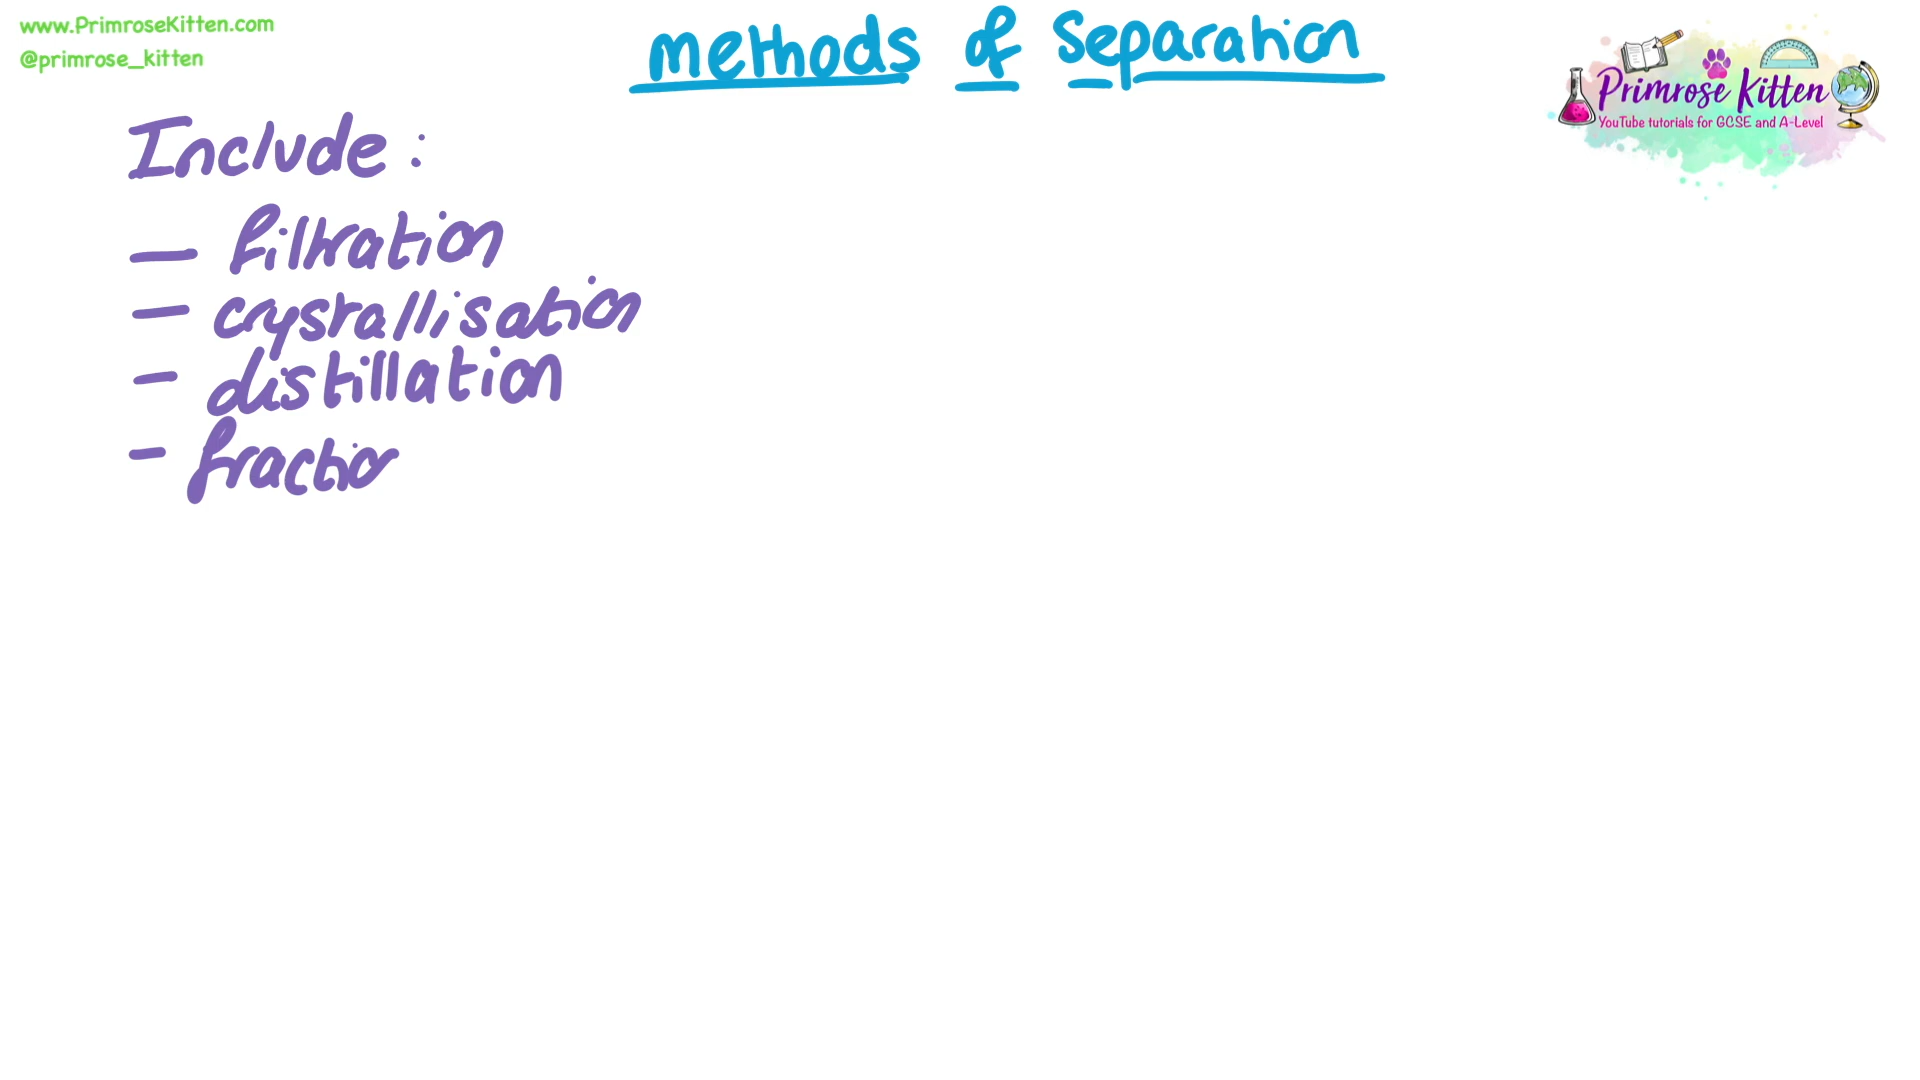 www.PrimroseKitten.com
@primrose_kitten
methods of Separation
Primrose Kitten
YouTube tutorials for GCSE and A-Level
Include :
– filtration
– crystallisation
– distillation
– fractio